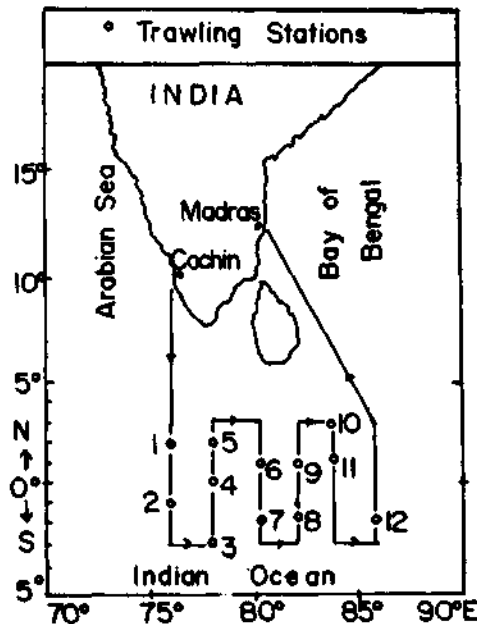 Trawling Stations
INDIA
15°
Arabian Sea
Madras
Bay of
Bengal
Cochin
10°
5°
N
0°
S
5°
1
2
3
4
5
6
7
8
9
10
11
12
Indian Ocean
70° 75° 80° 85° 90°E